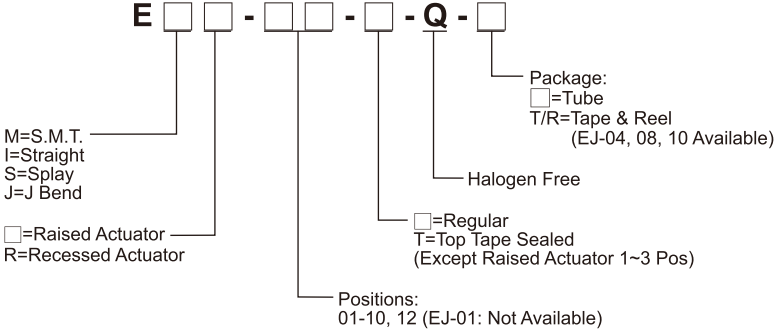 E□□-□□-□-Q-□
Package:
□=Tube
T/R=Tape & Reel
(EJ-04, 08, 10 Available)
M=S.M.T.
I=Straight
S=Splay
J=J Bend
Halogen Free
□=Raised Actuator
R=Recessed Actuator
□=Regular
T=Top Tape Sealed
(Except Raised Actuator 1~3 Pos)
Positions:
01-10, 12 (EJ-01: Not Available)